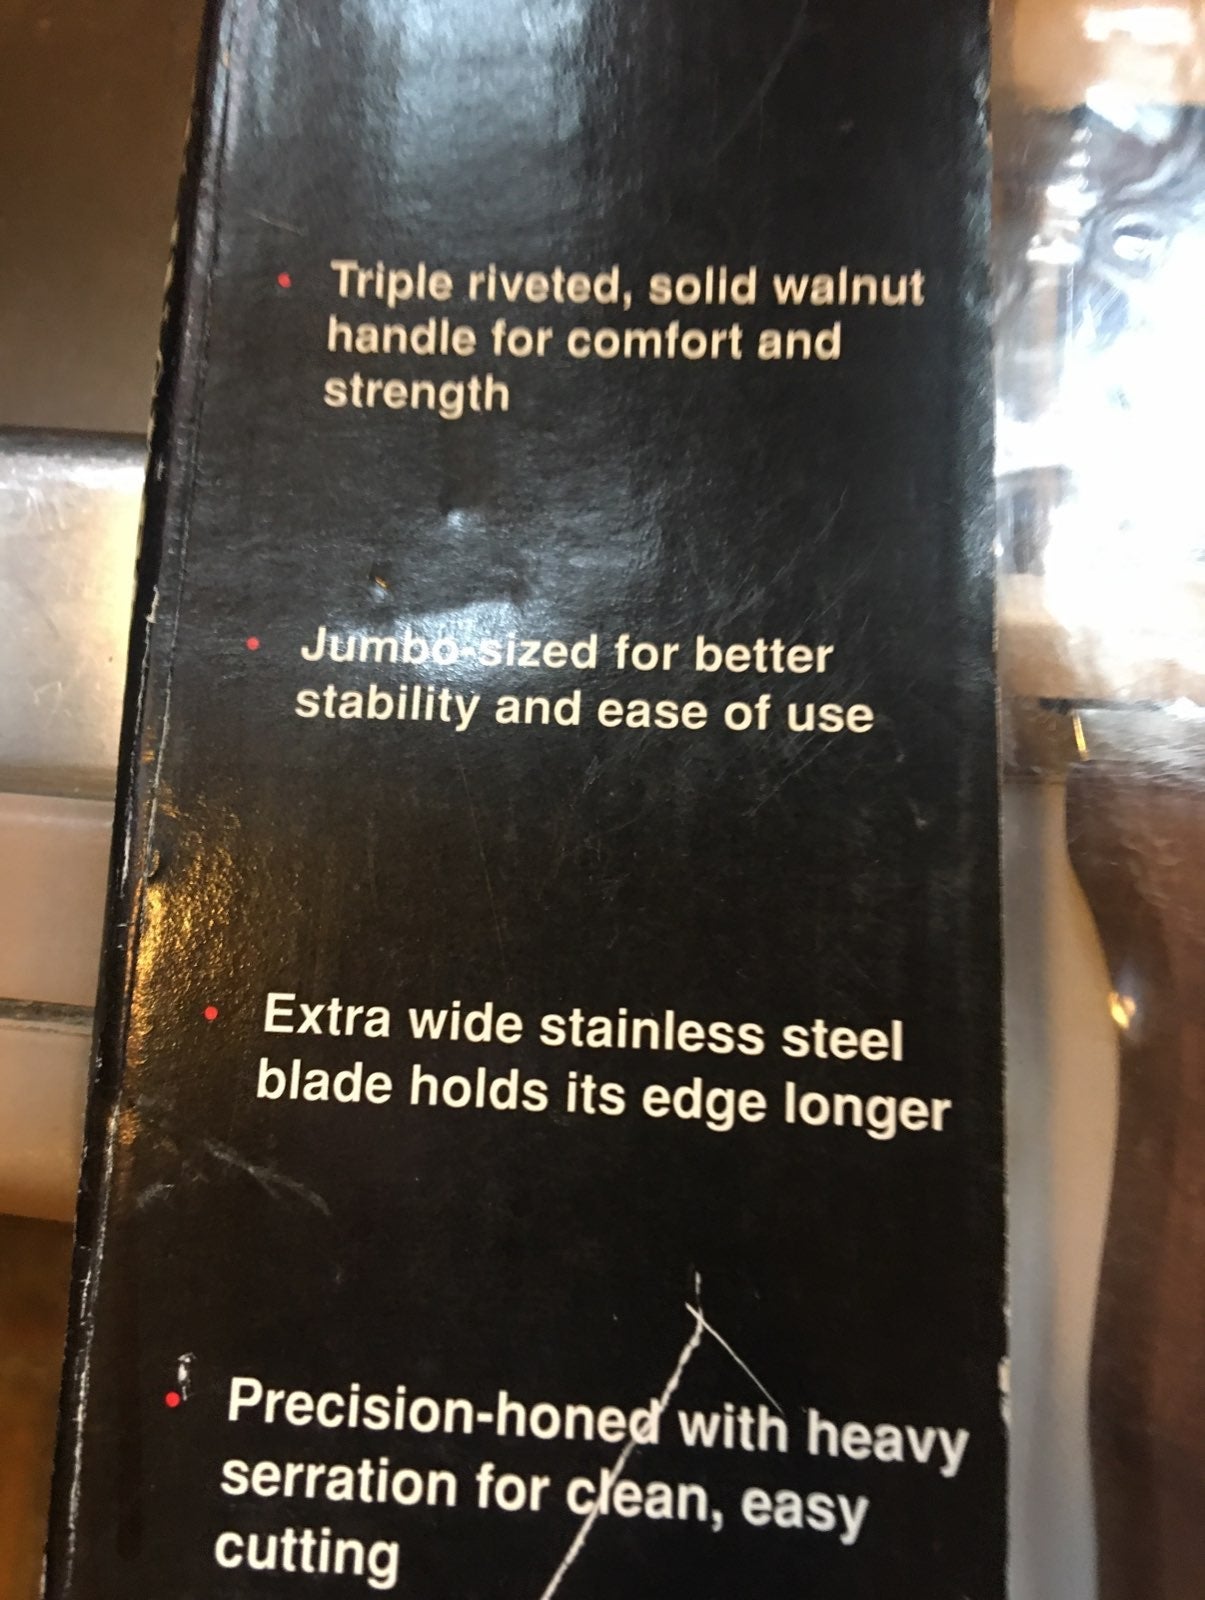 • Triple riveted, solid walnut
handle for comfort and
strength
• Jumbo-sized for better
stability and ease of use
• Extra wide stainless steel
blade holds its edge longer
• Precision-honed with heavy
serration for clean, easy
cutting